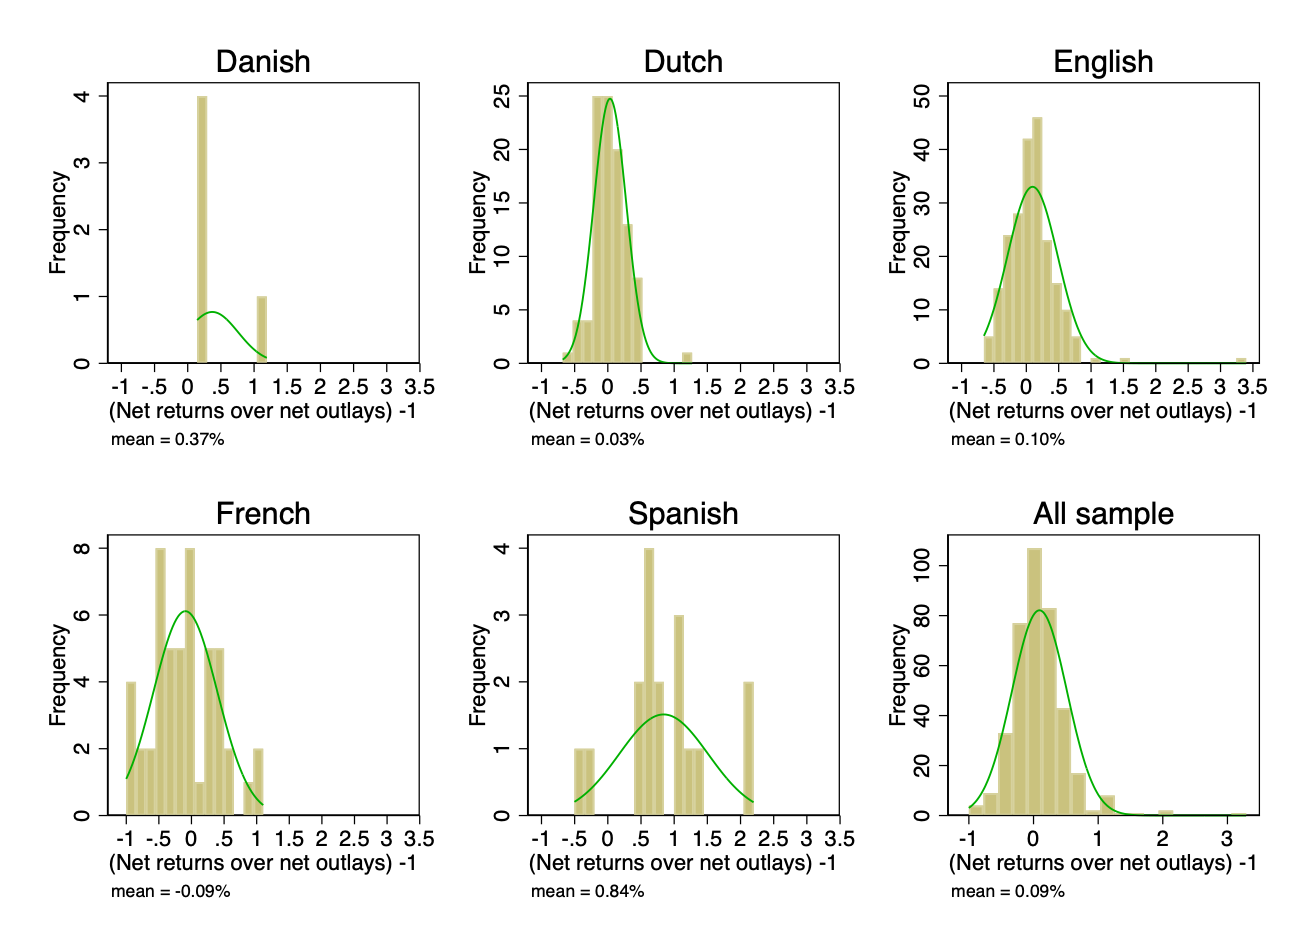 Danish
Frequency
4
3
2
1
0
-1 -.5 0 .5 1 1.5 2 2.5 3 3.5
(Net returns over net outlays) -1
mean = 0.37%
Dutch
Frequency
25
20
15
10
5
0
-1 -.5 0 .5 1 1.5 2 2.5 3 3.5
(Net returns over net outlays) -1
mean = 0.03%
English
Frequency
50
40
30
20
10
0
-1 -.5 0 .5 1 1.5 2 2.5 3 3.5
(Net returns over net outlays) -1
mean = 0.10%
French
Frequency
8
6
4
2
0
-1 -.5 0 .5 1 1.5 2 2.5 3 3.5
(Net returns over net outlays) -1
mean = -0.09%
Spanish
Frequency
4
3
2
1
0
-1 -.5 0 .5 1 1.5 2 2.5 3 3.5
(Net returns over net outlays) -1
mean = 0.84%
All sample
Frequency
100
80
60
40
20
0
-1 0 1 2 3
(Net returns over net outlays) -1
mean = 0.09%